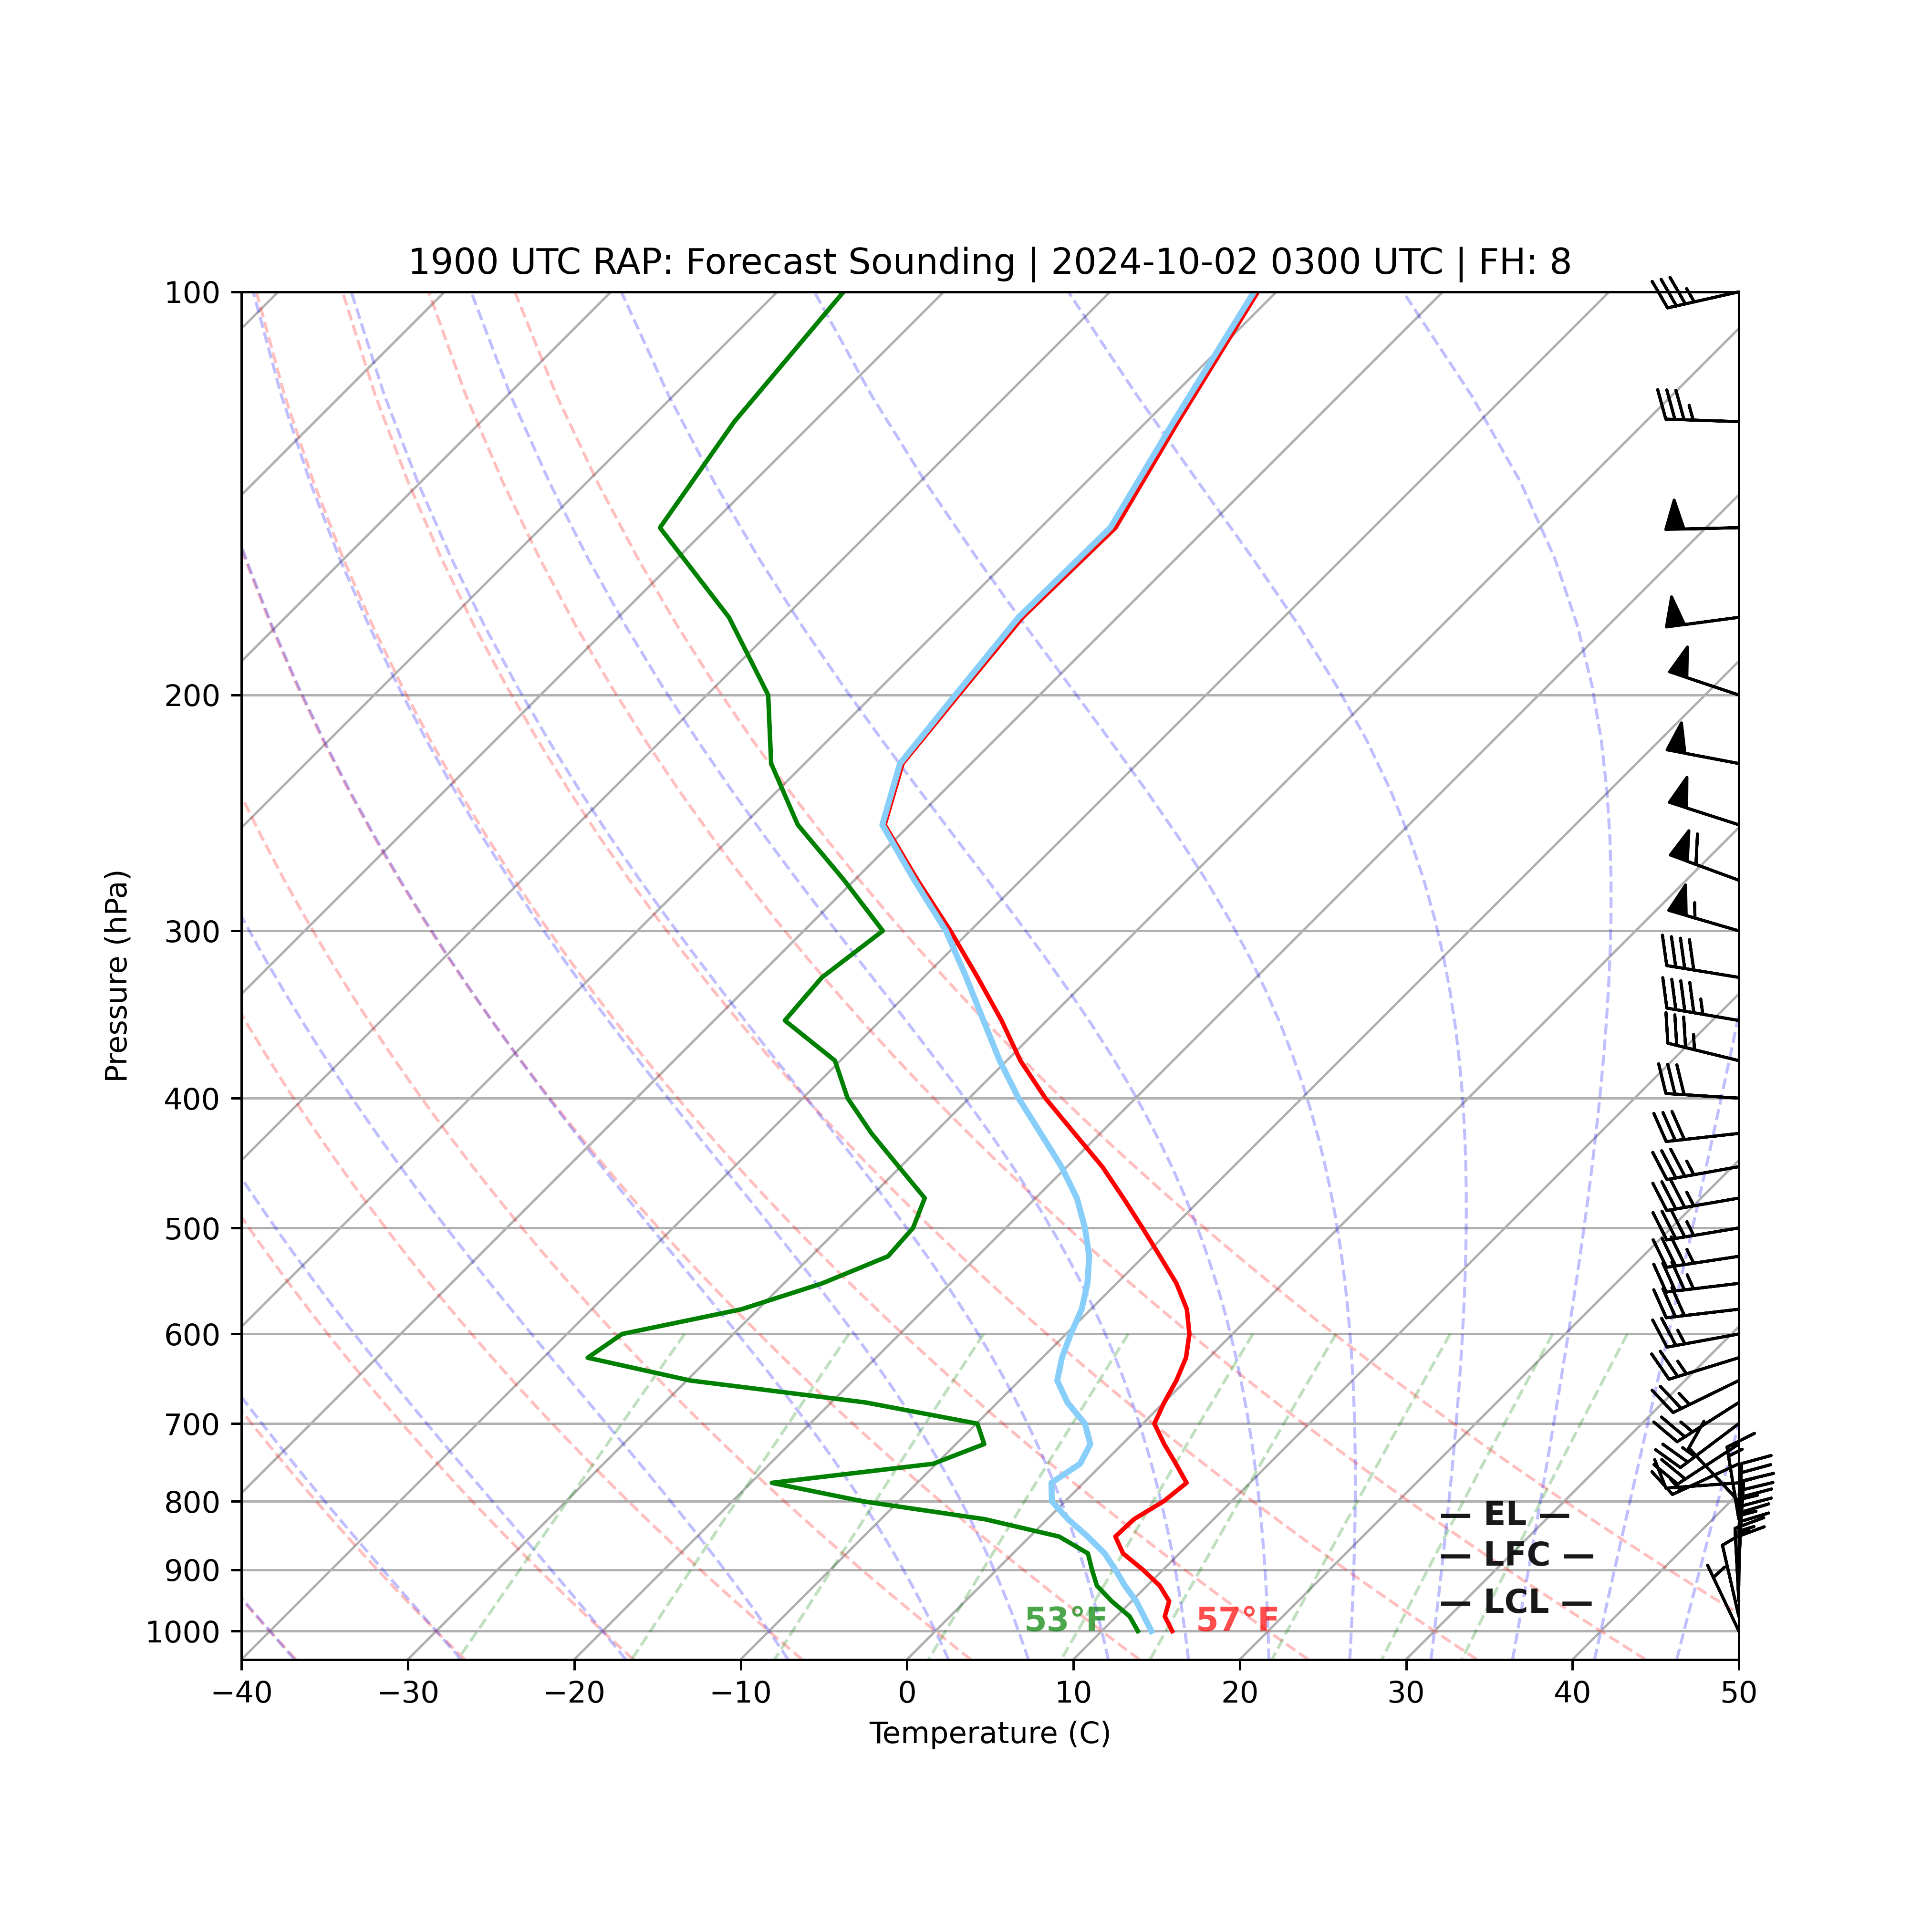 1900 UTC RAP: Forecast Sounding | 2024-10-02 0300 UTC | FH: 8
100
200
300
400
500
600
700
800
900
1000
Pressure (hPa)
— EL —
— LFC —
— LCL —
53°F
57°F
−40 −30 −20 −10 0 10 20 30 40 50
Temperature (C)